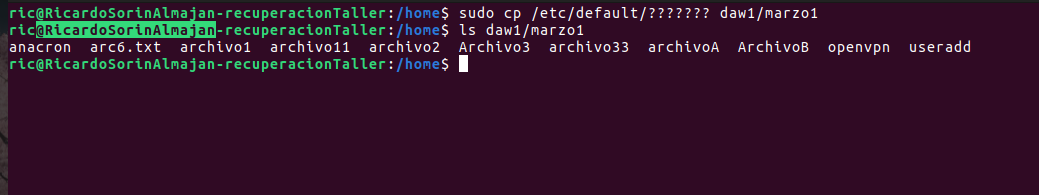 ric@RicardoSorinAlmajan-recuperacionTaller:/home$ sudo cp /etc/default/??????? daw1/marzo1
ric@RicardoSorinAlmajan-recuperacionTaller:/home$ ls daw1/marzo1
anacron  arc6.txt  archivo1  archivo11  archivo2  Archivo3  archivo33  archivoA  ArchivoB  openvpn  useradd
ric@RicardoSorinAlmajan-recuperacionTaller:/home$